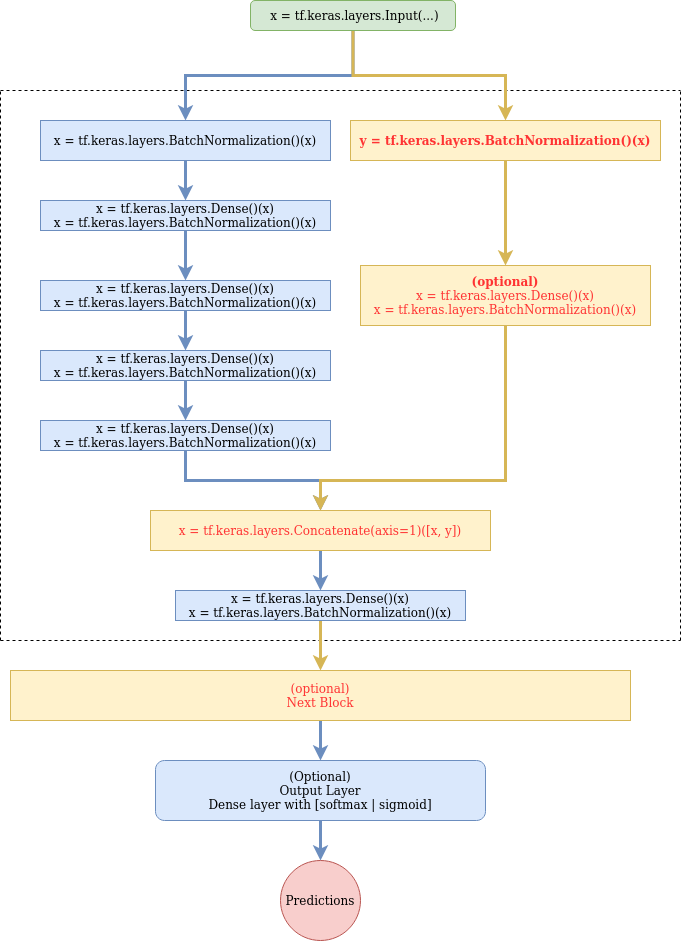 x = tf.keras.layers.Input(...)
x = tf.keras.layers.BatchNormalization()(x)
y = tf.keras.layers.BatchNormalization()(x)
x = tf.keras.layers.Dense()(x)
x = tf.keras.layers.BatchNormalization()(x)
(optional)
x = tf.keras.layers.Dense()(x)
x = tf.keras.layers.BatchNormalization()(x)
x = tf.keras.layers.Dense()(x)
x = tf.keras.layers.BatchNormalization()(x)
x = tf.keras.layers.Dense()(x)
x = tf.keras.layers.BatchNormalization()(x)
x = tf.keras.layers.Dense()(x)
x = tf.keras.layers.BatchNormalization()(x)
x = tf.keras.layers.Concatenate(axis=1)([x, y])
x = tf.keras.layers.Dense()(x)
x = tf.keras.layers.BatchNormalization()(x)
(optional)
Next Block
(Optional)
Output Layer
Dense layer with [softmax | sigmoid]
Predictions